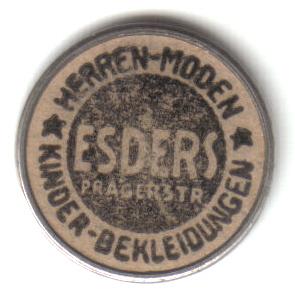 HERREN-MODEN
ESDERS
PRAGERSTR
KINDER-BEKLEIDUNGEN